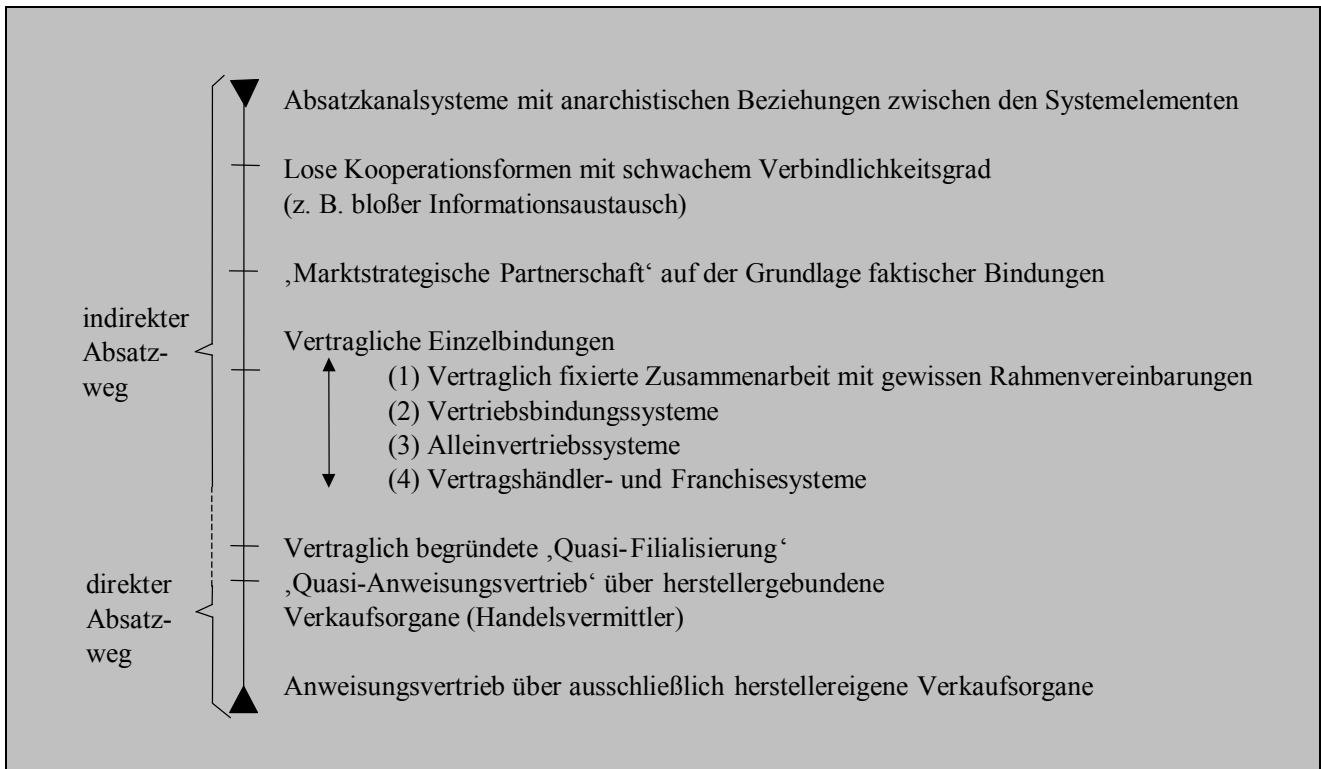 Absatzkanalsysteme mit anarchistischen Beziehungen zwischen den Systemelementen
Lose Kooperationsformen mit schwachem Verbindlichkeitsgrad
(z. B. bloßer Informationsaustausch)
‚Marktstrategische Partnerschaft‘ auf der Grundlage faktischer Bindungen
indirekter
Absatz-
weg
Vertragliche Einzelbindungen
(1) Vertraglich fixierte Zusammenarbeit mit gewissen Rahmenvereinbarungen
(2) Vertriebsbindungssysteme
(3) Alleinvertriebssysteme
(4) Vertragshändler- und Franchisesysteme
Vertraglich begründete ‚Quasi-Filialisierung‘
direkter
Absatz-
weg
‚Quasi-Anweisungsvertrieb‘ über herstellergebundene
Verkaufsorgane (Handelsvermittler)
Anweisungsvertrieb über ausschließlich herstellereigene Verkaufsorgane